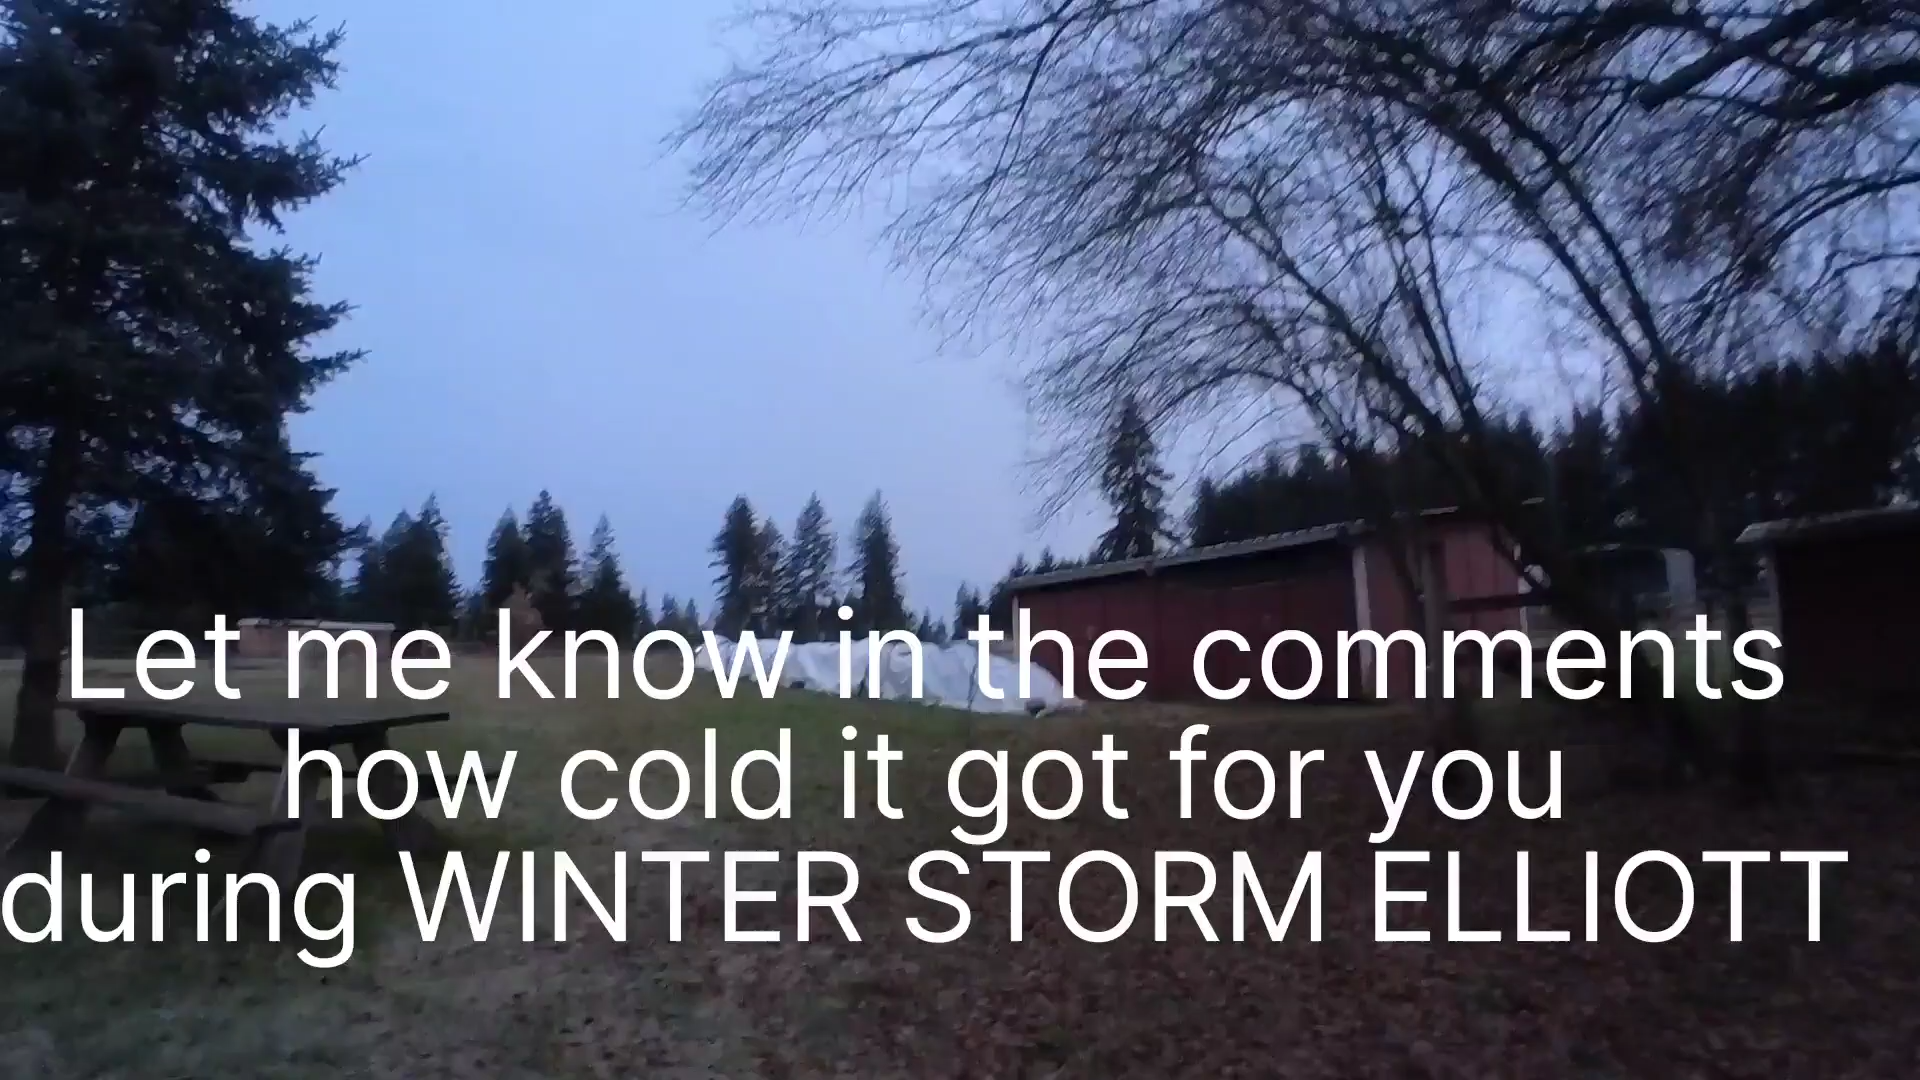 Let me know in the comments
how cold it got for you
during WINTER STORM ELLIOTT